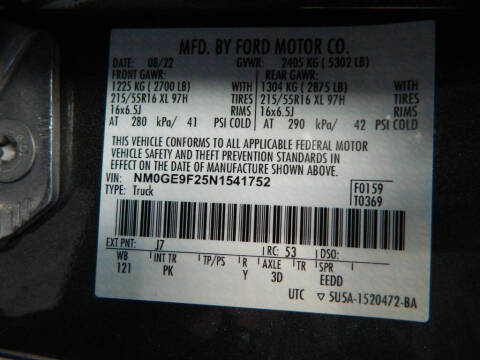 MFD. BY FORD MOTOR CO.
DATE: 08/22 GVWR: 2405 KG ( 5302 LB)
FRONT GAWR: REAR GAWR:
1225 KG ( 2700 LB) WITH 1304 KG ( 2875 LB) WITH
215/55R16 XL 97H TIRES 215/55R16 XL 97H TIRES
16x6.5J RIMS 16x6.5J RIMS
AT 280 kPa/ 41 PSI COLD AT 290 kPa/ 42 PSI COLD
THIS VEHICLE CONFORMS TO ALL APPLICABLE FEDERAL MOTOR
VEHICLE SAFETY AND THEFT PREVENTION STANDARDS IN
EFFECT ON THE DATE OF MANUFACTURE SHOWN ABOVE.
VIN: NM0GE9F25N1541752 F0159
TYPE: Truck T0369
EXT PNT: J7 RC: 53 DSO:
WB INT TR TP/PS R AXLE TR SPR
121 PK Y 3D EEDD
UTC ▽ 5U5A-1520472-BA